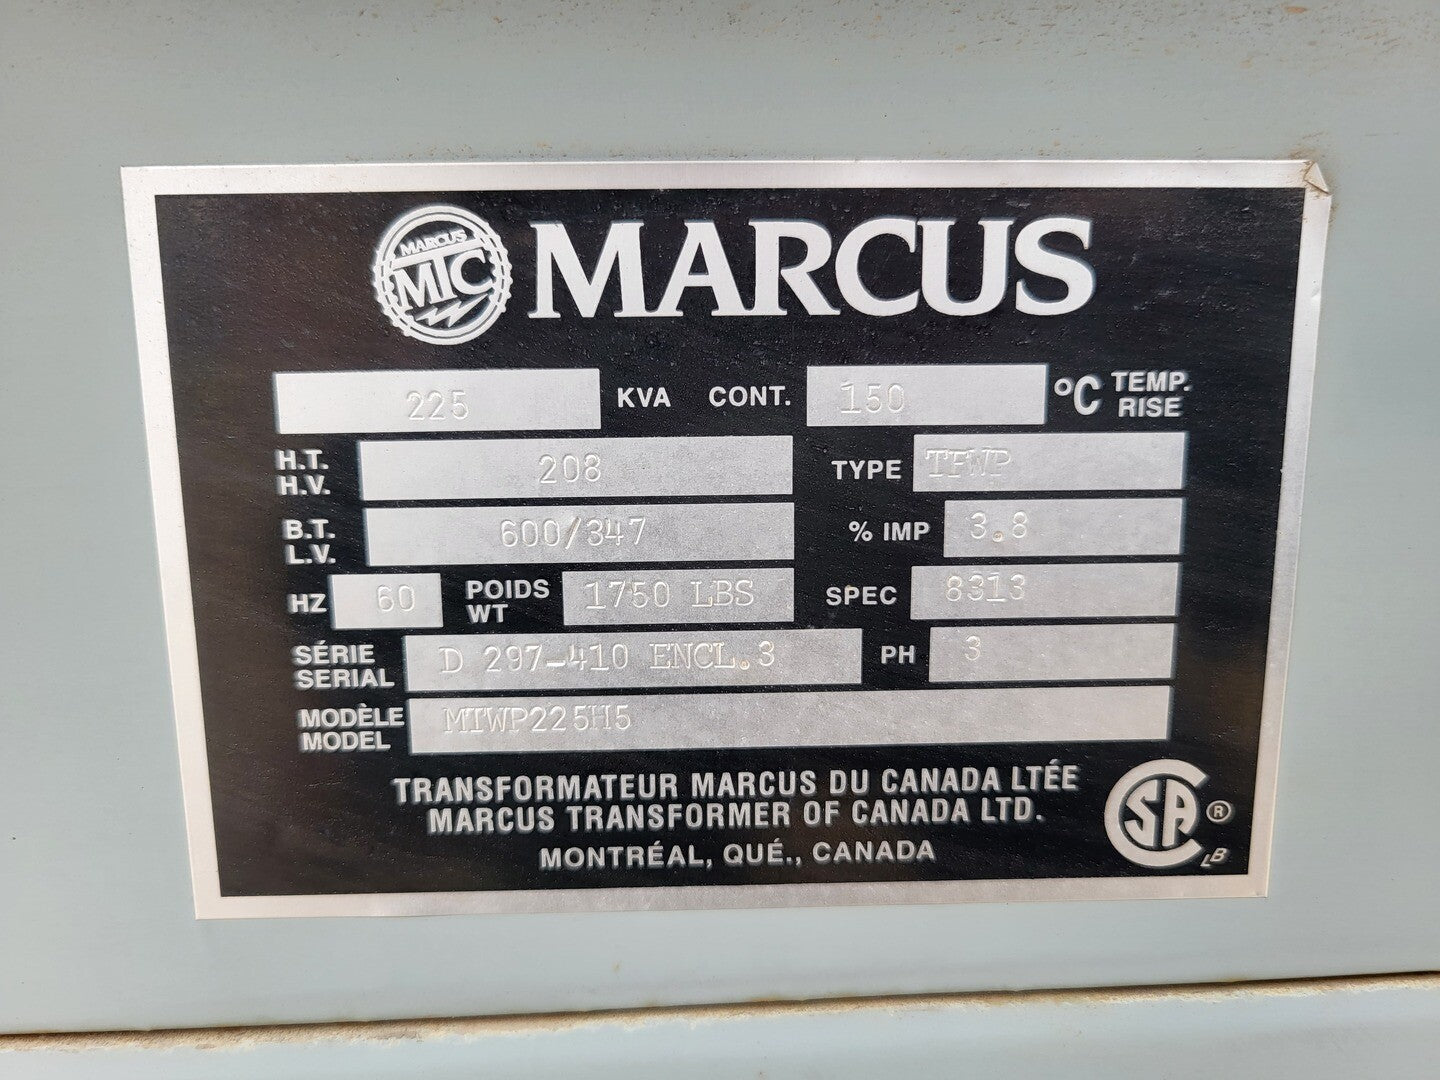 MARCUS MTC MARCUS
225 KVA CONT. 150 °C TEMP. RISE
H.T. H.V. 208 TYPE TFWP
B.T. L.V. 600/347 % IMP 3.8
HZ 60 POIDS WT 1750 LBS SPEC 8313
SÉRIE SERIAL D 297-410 ENCL.3 PH 3
MODÈLE MODEL MTWP225H5
TRANSFORMATEUR MARCUS DU CANADA LTÉE
MARCUS TRANSFORMER OF CANADA LTD.
MONTRÉAL, QUÉ., CANADA
CSA ® LB